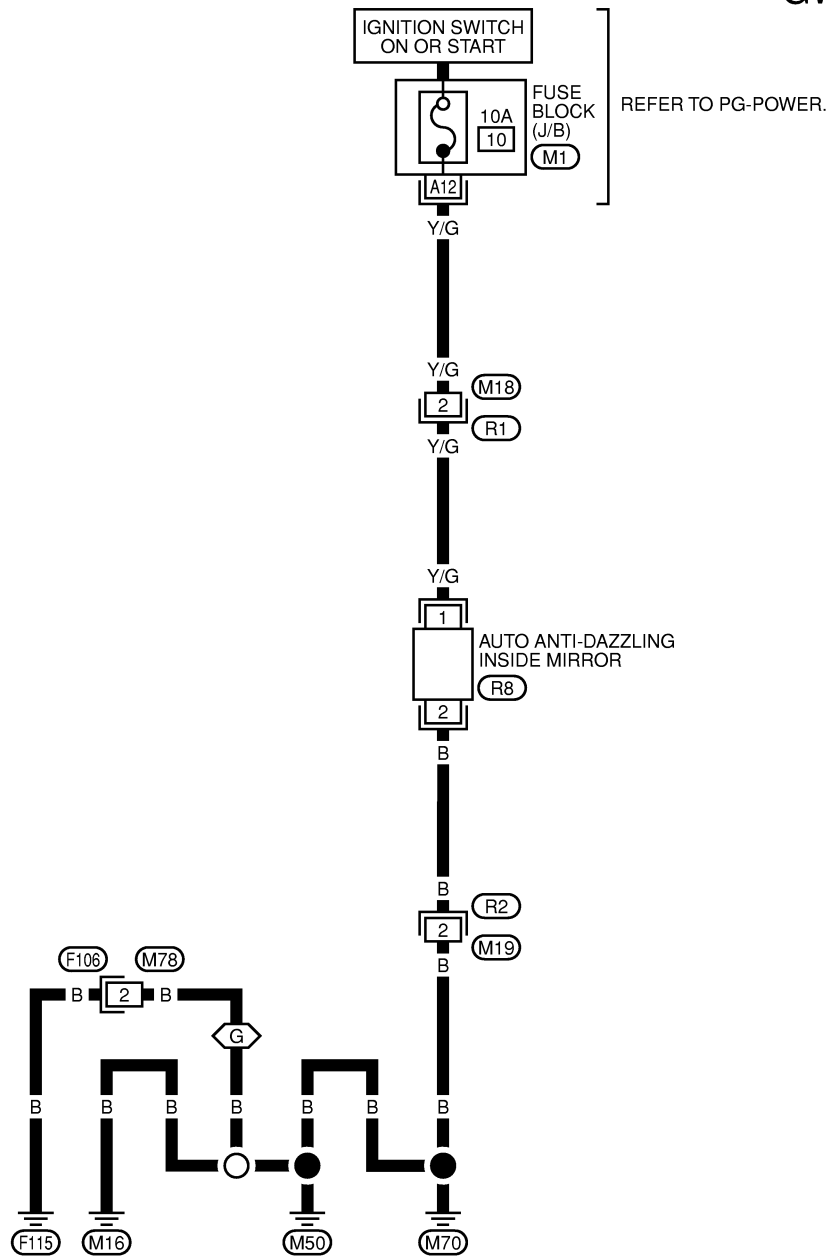 IGNITION SWITCH
ON OR START
FUSE
BLOCK
(J/B)
10A
10
M1
REFER TO PG-POWER.
A12
Y/G
Y/G
M18
2
R1
Y/G
Y/G
1
AUTO ANTI-DAZZLING
INSIDE MIRROR
R8
2
B
B
R2
2
M19
B
F106
M78
B
2
B
G
B
B
B
B
B
B
B
F115
M16
M50
M70